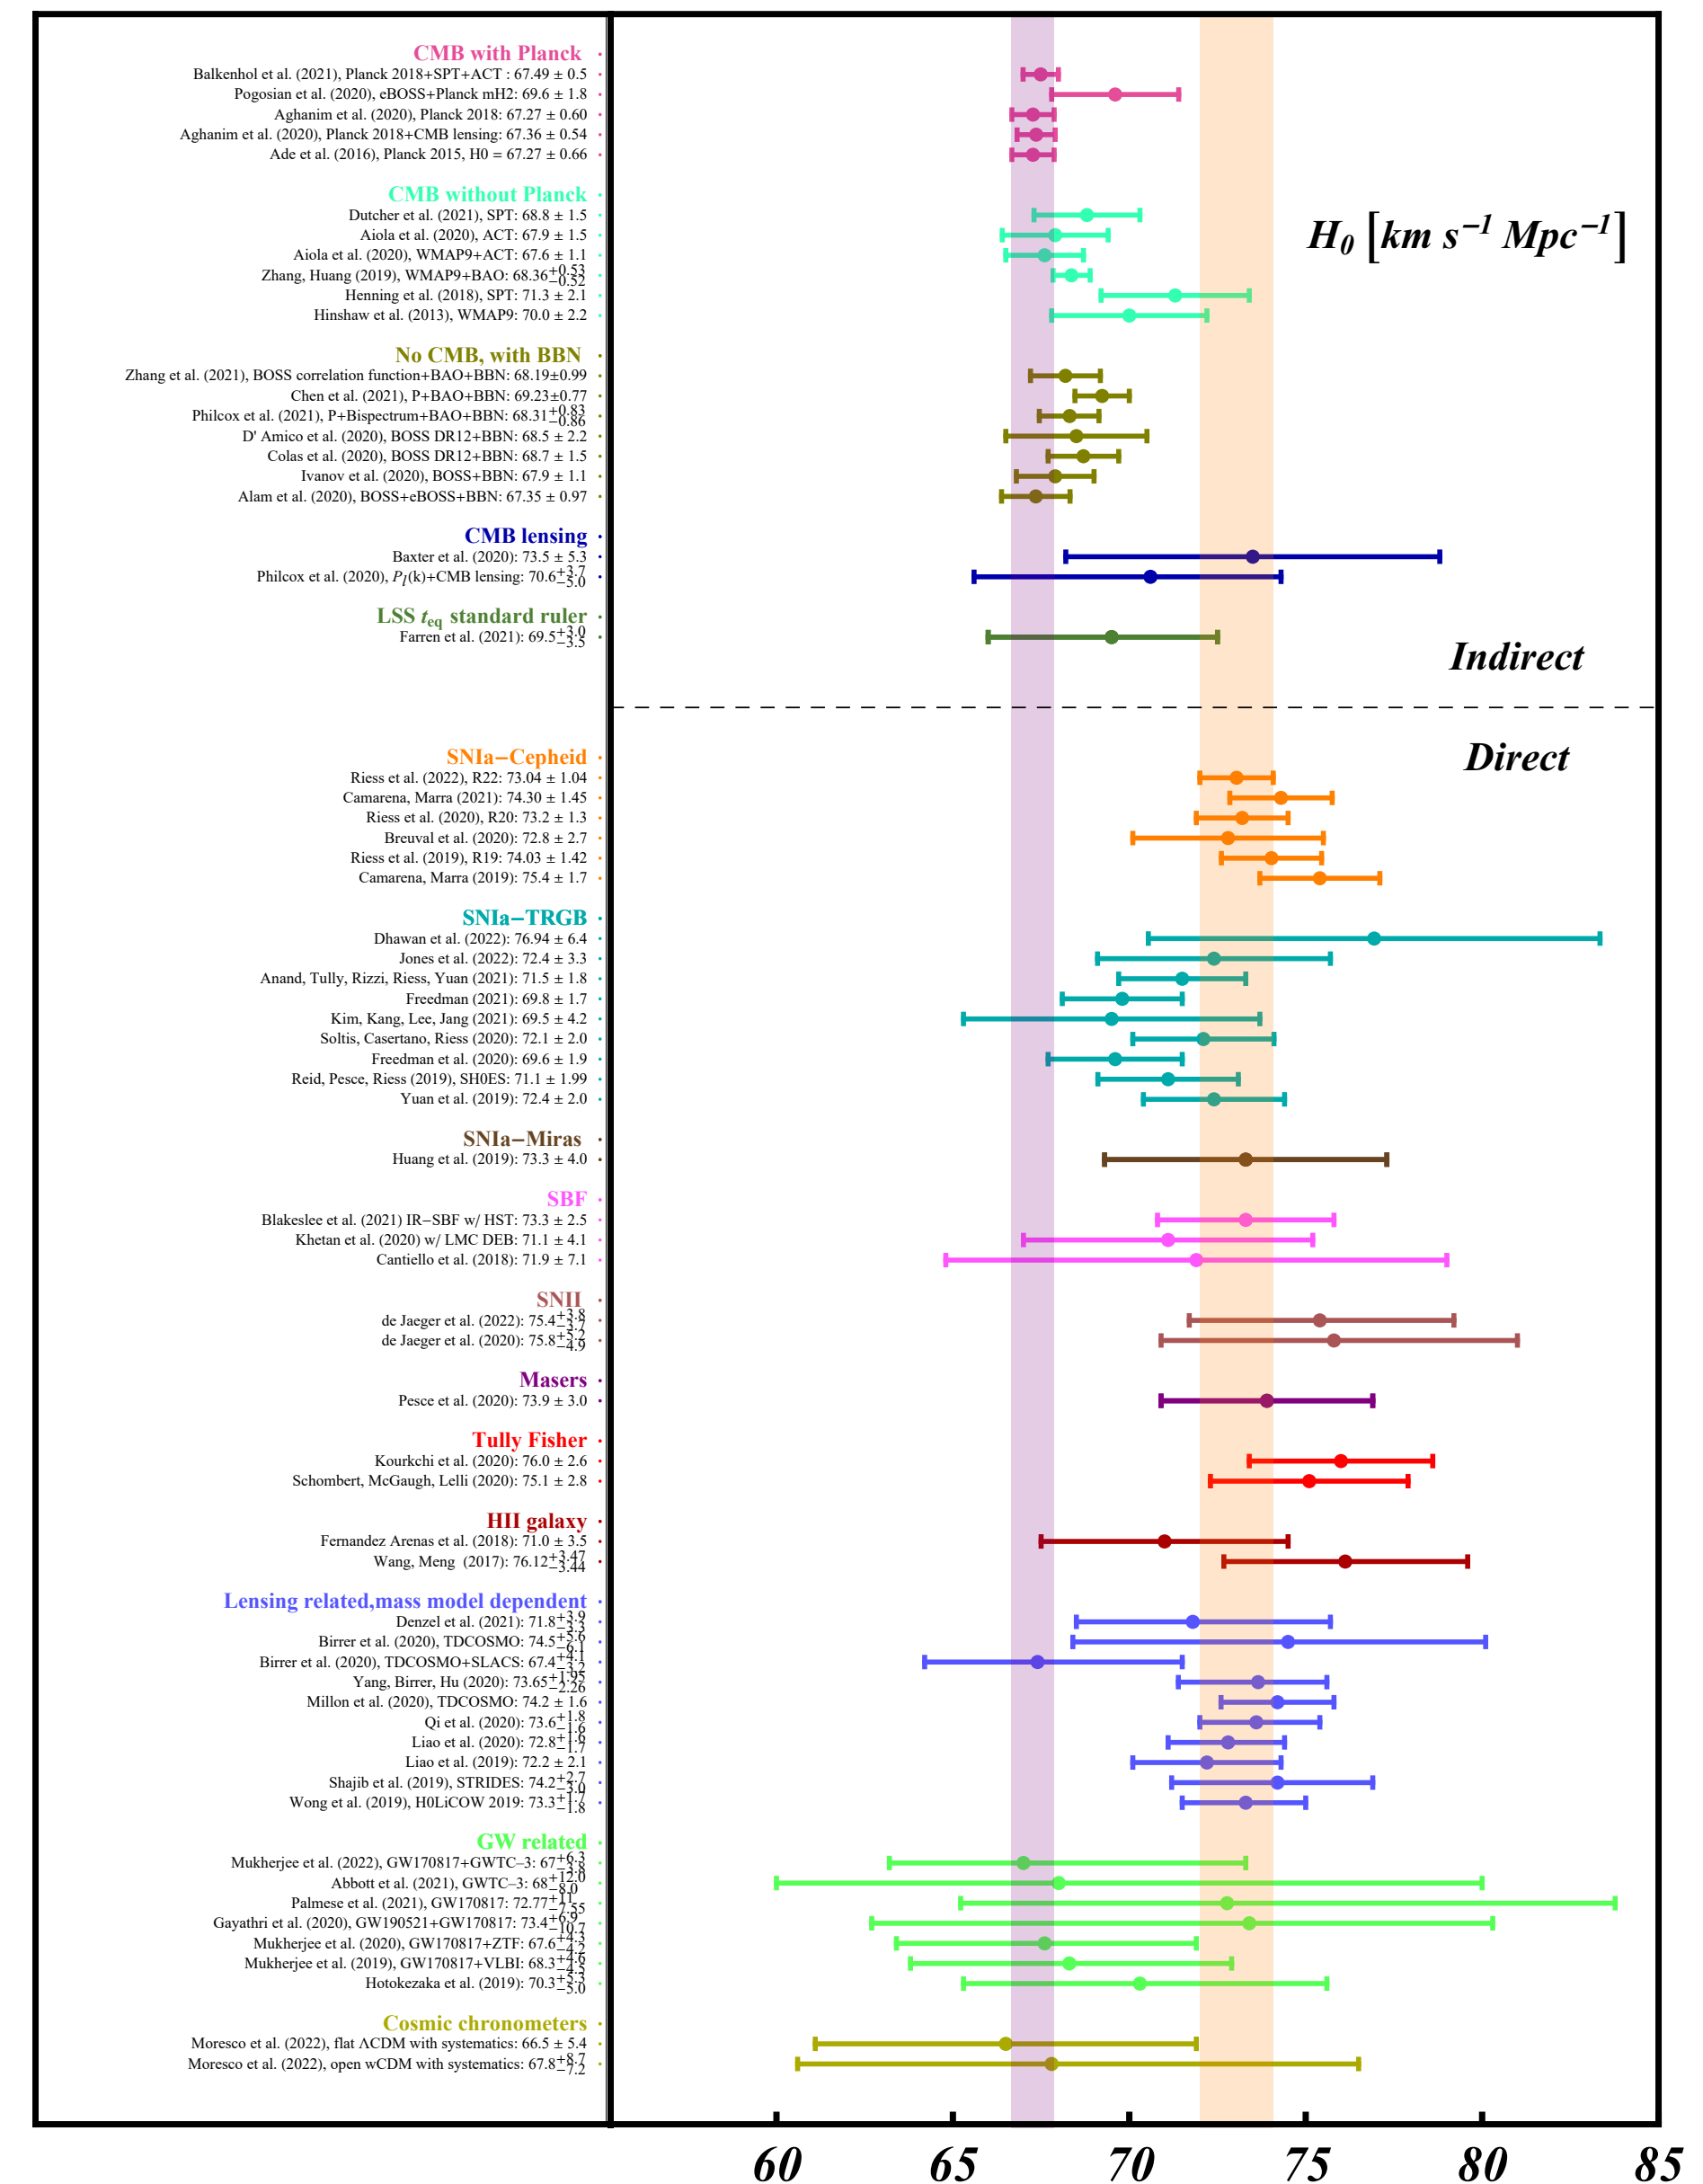 CMB with Planck
Balkenhol et al. (2021), Planck 2018+SPT+ACT : 67.49 ± 0.5
Pogosian et al. (2020), eBOSS+Planck mH2: 69.6 ± 1.8
Aghanim et al. (2020), Planck 2018: 67.27 ± 0.60
Aghanim et al. (2020), Planck 2018+CMB lensing: 67.36 ± 0.54
Ade et al. (2016), Planck 2015, H0 = 67.27 ± 0.66
CMB without Planck
Dutcher et al. (2021), SPT: 68.8 ± 1.5
Aiola et al. (2020), ACT: 67.9 ± 1.5
Aiola et al. (2020), WMAP9+ACT: 67.6 ± 1.1
Zhang, Huang (2019), WMAP9+BAO: 68.36+0.53−0.52
Henning et al. (2018), SPT: 71.3 ± 2.1
Hinshaw et al. (2013), WMAP9: 70.0 ± 2.2
H0 [km s−1 Mpc−1]
No CMB, with BBN
Zhang et al. (2021), BOSS correlation function+BAO+BBN: 68.19±0.99
Chen et al. (2021), P+BAO+BBN: 69.23±0.77
Philcox et al. (2021), P+Bispectrum+BAO+BBN: 68.31+0.83−0.86
D' Amico et al. (2020), BOSS DR12+BBN: 68.5 ± 2.2
Colas et al. (2020), BOSS DR12+BBN: 68.7 ± 1.5
Ivanov et al. (2020), BOSS+BBN: 67.9 ± 1.1
Alam et al. (2020), BOSS+eBOSS+BBN: 67.35 ± 0.97
CMB lensing
Baxter et al. (2020): 73.5 ± 5.3
Philcox et al. (2020), Pl(k)+CMB lensing: 70.6+3.7−5.0
LSS teq standard ruler
Farren et al. (2021): 69.5+3.0−3.5
Indirect
Direct
SNIa−Cepheid
Riess et al. (2022), R22: 73.04 ± 1.04
Camarena, Marra (2021): 74.30 ± 1.45
Riess et al. (2020), R20: 73.2 ± 1.3
Breuval et al. (2020): 72.8 ± 2.7
Riess et al. (2019), R19: 74.03 ± 1.42
Camarena, Marra (2019): 75.4 ± 1.7
SNIa−TRGB
Dhawan et al. (2022): 76.94 ± 6.4
Jones et al. (2022): 72.4 ± 3.3
Anand, Tully, Rizzi, Riess, Yuan (2021): 71.5 ± 1.8
Freedman (2021): 69.8 ± 1.7
Kim, Kang, Lee, Jang (2021): 69.5 ± 4.2
Soltis, Casertano, Riess (2020): 72.1 ± 2.0
Freedman et al. (2020): 69.6 ± 1.9
Reid, Pesce, Riess (2019), SH0ES: 71.1 ± 1.99
Yuan et al. (2019): 72.4 ± 2.0
SNIa−Miras
Huang et al. (2019): 73.3 ± 4.0
SBF
Blakeslee et al. (2021) IR−SBF w/ HST: 73.3 ± 2.5
Khetan et al. (2020) w/ LMC DEB: 71.1 ± 4.1
Cantiello et al. (2018): 71.9 ± 7.1
SNII
de Jaeger et al. (2022): 75.4+3.8−3.7
de Jaeger et al. (2020): 75.8+5.2−4.9
Masers
Pesce et al. (2020): 73.9 ± 3.0
Tully Fisher
Kourkchi et al. (2020): 76.0 ± 2.6
Schombert, McGaugh, Lelli (2020): 75.1 ± 2.8
HII galaxy
Fernandez Arenas et al. (2018): 71.0 ± 3.5
Wang, Meng (2017): 76.12+3.47−3.44
Lensing related,mass model dependent
Denzel et al. (2021): 71.8+3.9−3.3
Birrer et al. (2020), TDCOSMO: 74.5+5.6−6.1
Birrer et al. (2020), TDCOSMO+SLACS: 67.4+4.1−3.2
Yang, Birrer, Hu (2020): 73.65+1.95−2.26
Millon et al. (2020), TDCOSMO: 74.2 ± 1.6
Qi et al. (2020): 73.6+1.8−1.6
Liao et al. (2020): 72.8+1.6−1.7
Liao et al. (2019): 72.2 ± 2.1
Shajib et al. (2019), STRIDES: 74.2+2.7−3.0
Wong et al. (2019), H0LiCOW 2019: 73.3+1.7−1.8
GW related
Mukherjee et al. (2022), GW170817+GWTC−3: 67+6.3−3.8
Abbott et al. (2021), GWTC−3: 68+12.0−8.0
Palmese et al. (2021), GW170817: 72.77+11−7.55
Gayathri et al. (2020), GW190521+GW170817: 73.4+6.9−10.7
Mukherjee et al. (2020), GW170817+ZTF: 67.6+4.3−4.2
Mukherjee et al. (2019), GW170817+VLBI: 68.3+4.6−4.5
Hotokezaka et al. (2019): 70.3+5.3−5.0
Cosmic chronometers
Moresco et al. (2022), flat ΛCDM with systematics: 66.5 ± 5.4
Moresco et al. (2022), open wCDM with systematics: 67.8+8.7−7.2
60 65 70 75 80 85